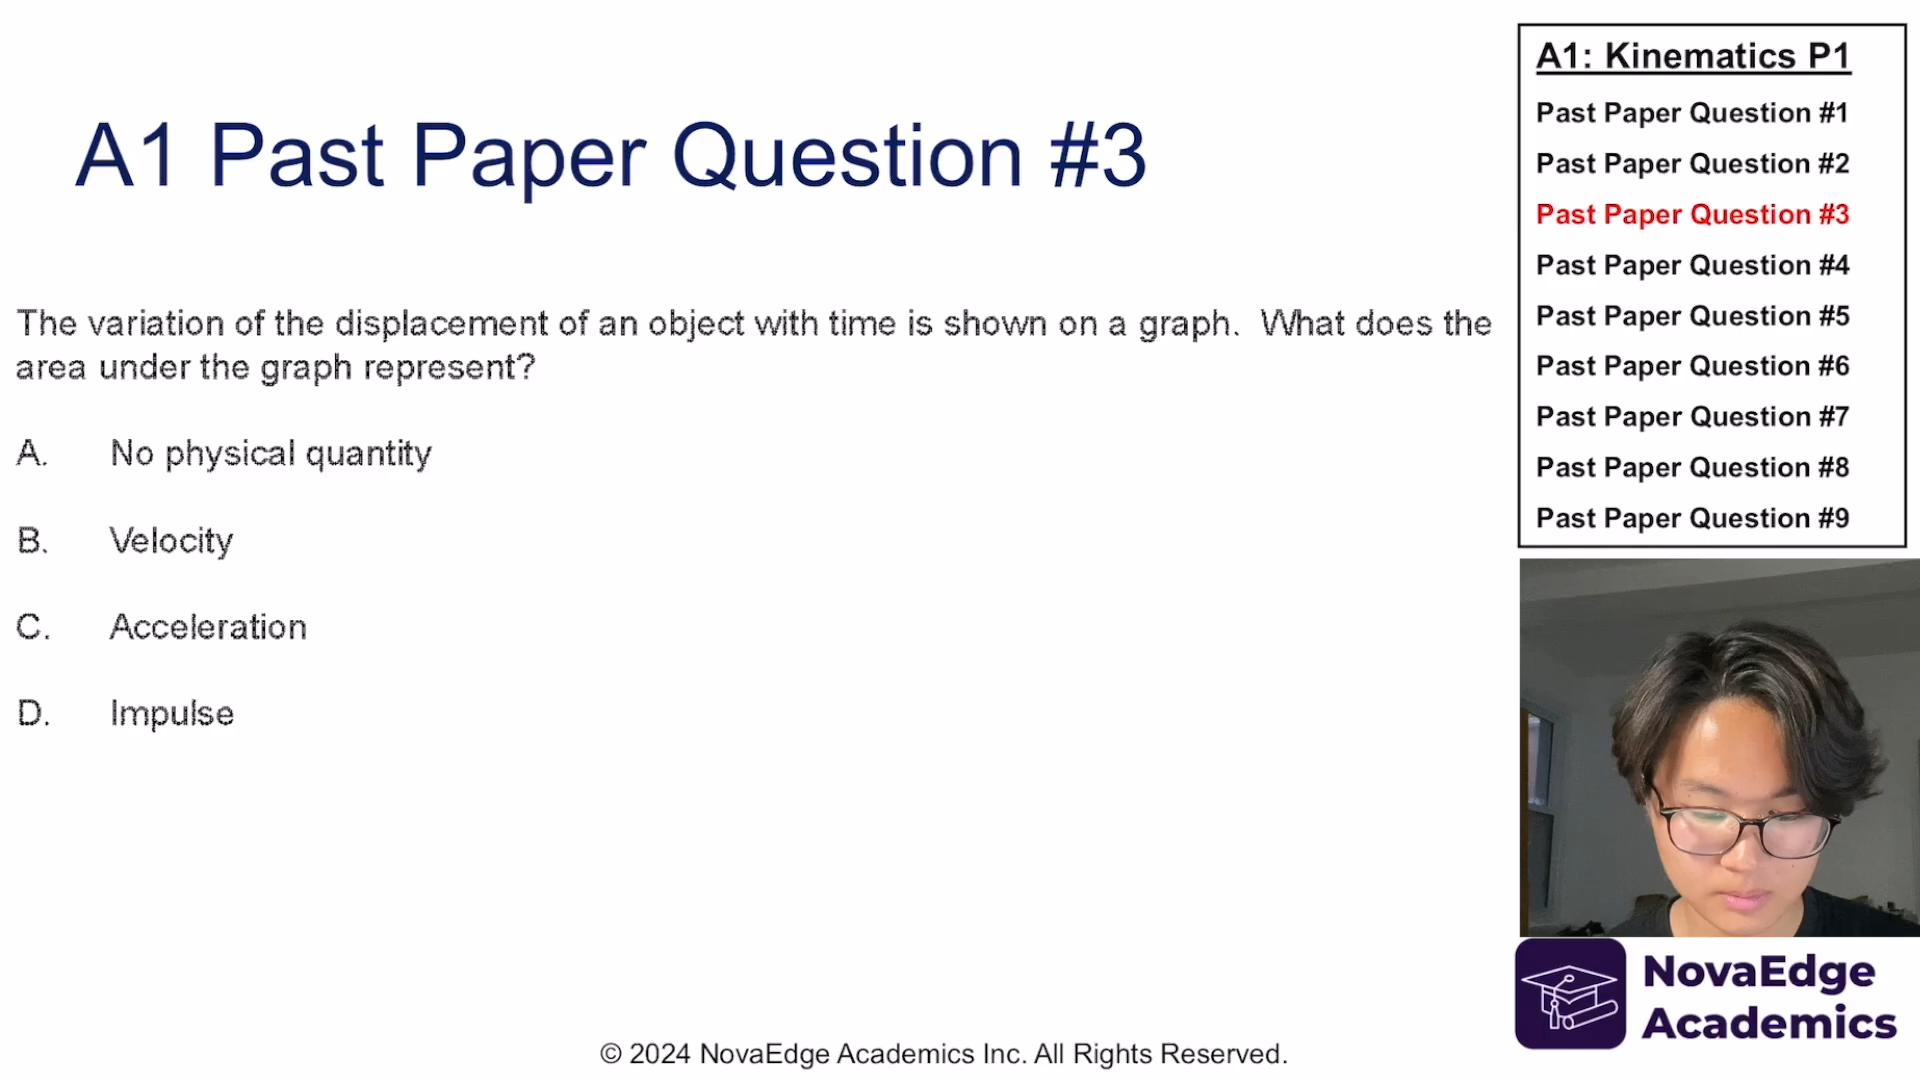 A1 Past Paper Question #3
The variation of the displacement of an object with time is shown on a graph.  What does the
area under the graph represent?
A. No physical quantity
B. Velocity
C. Acceleration
D. Impulse
A1: Kinematics P1
Past Paper Question #1
Past Paper Question #2
Past Paper Question #3
Past Paper Question #4
Past Paper Question #5
Past Paper Question #6
Past Paper Question #7
Past Paper Question #8
Past Paper Question #9
NovaEdge
Academics
© 2024 NovaEdge Academics Inc. All Rights Reserved.